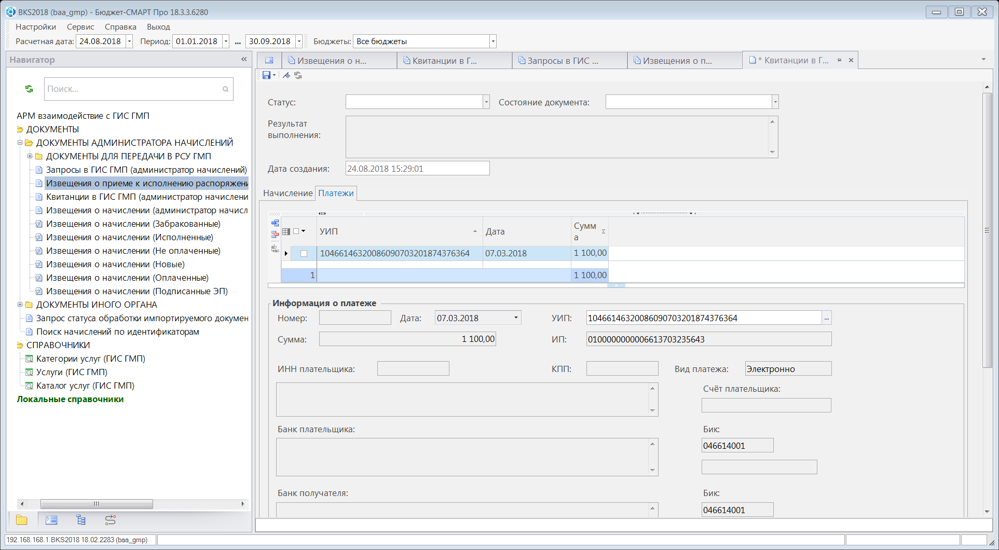 BKS2018 (baa_gmp) - Бюджет-СМАРТ Про 18.3.3.6280
Настройки Сервис Справка Выход
Расчетная дата: 24.08.2018 Период: 01.01.2018 ... 30.09.2018 Бюджеты: Все бюджеты
Навигатор
Поиск...
АРМ взаимодействие с ГИС ГМП
ДОКУМЕНТЫ
ДОКУМЕНТЫ АДМИНИСТРАТОРА НАЧИСЛЕНИЙ
ДОКУМЕНТЫ ДЛЯ ПЕРЕДАЧИ В РСУ ГМП
Запросы в ГИС ГМП (администратор начислений)
Извещения о приеме к исполнению распоряжени
Квитанции в ГИС ГМП (администратор начислени
Извещения о начислении (администратор начисл
Извещения о начислении (Забракованные)
Извещения о начислении (Исполненные)
Извещения о начислении (Не оплаченные)
Извещения о начислении (Новые)
Извещения о начислении (Оплаченные)
Извещения о начислении (Подписанные ЭП)
ДОКУМЕНТЫ ИНОГО ОРГАНА
Запрос статуса обработки импортируемого докумен
Поиск начислений по идентификаторам
СПРАВОЧНИКИ
Категории услуг (ГИС ГМП)
Услуги (ГИС ГМП)
Каталог услуг (ГИС ГМП)
Локальные справочники
Извещения о н... Квитанции в Г... Запросы в ГИС ... Извещения о п... * Квитанции в Г...
Статус: Состояние документа:
Результат
выполнения:
Дата создания: 24.08.2018 15:29:01
Начисление Платежи
УИП Дата Сумм
а Σ
10466146320086090703201874376364 07.03.2018 1 100,00
1 1 100,00
Информация о платеже
Номер: Дата: 07.03.2018 УИП: 10466146320086090703201874376364 ...
Сумма: 1 100,00 ИП: 0100000000006613703235643
ИНН плательщика: КПП: Вид платежа: Электронно
Счёт плательщика:
Банк плательщика: Бик:
046614001
Банк получателя: Бик:
046614001
192.168.168.1.BKS2018 18.02.2283 (baa_gmp)